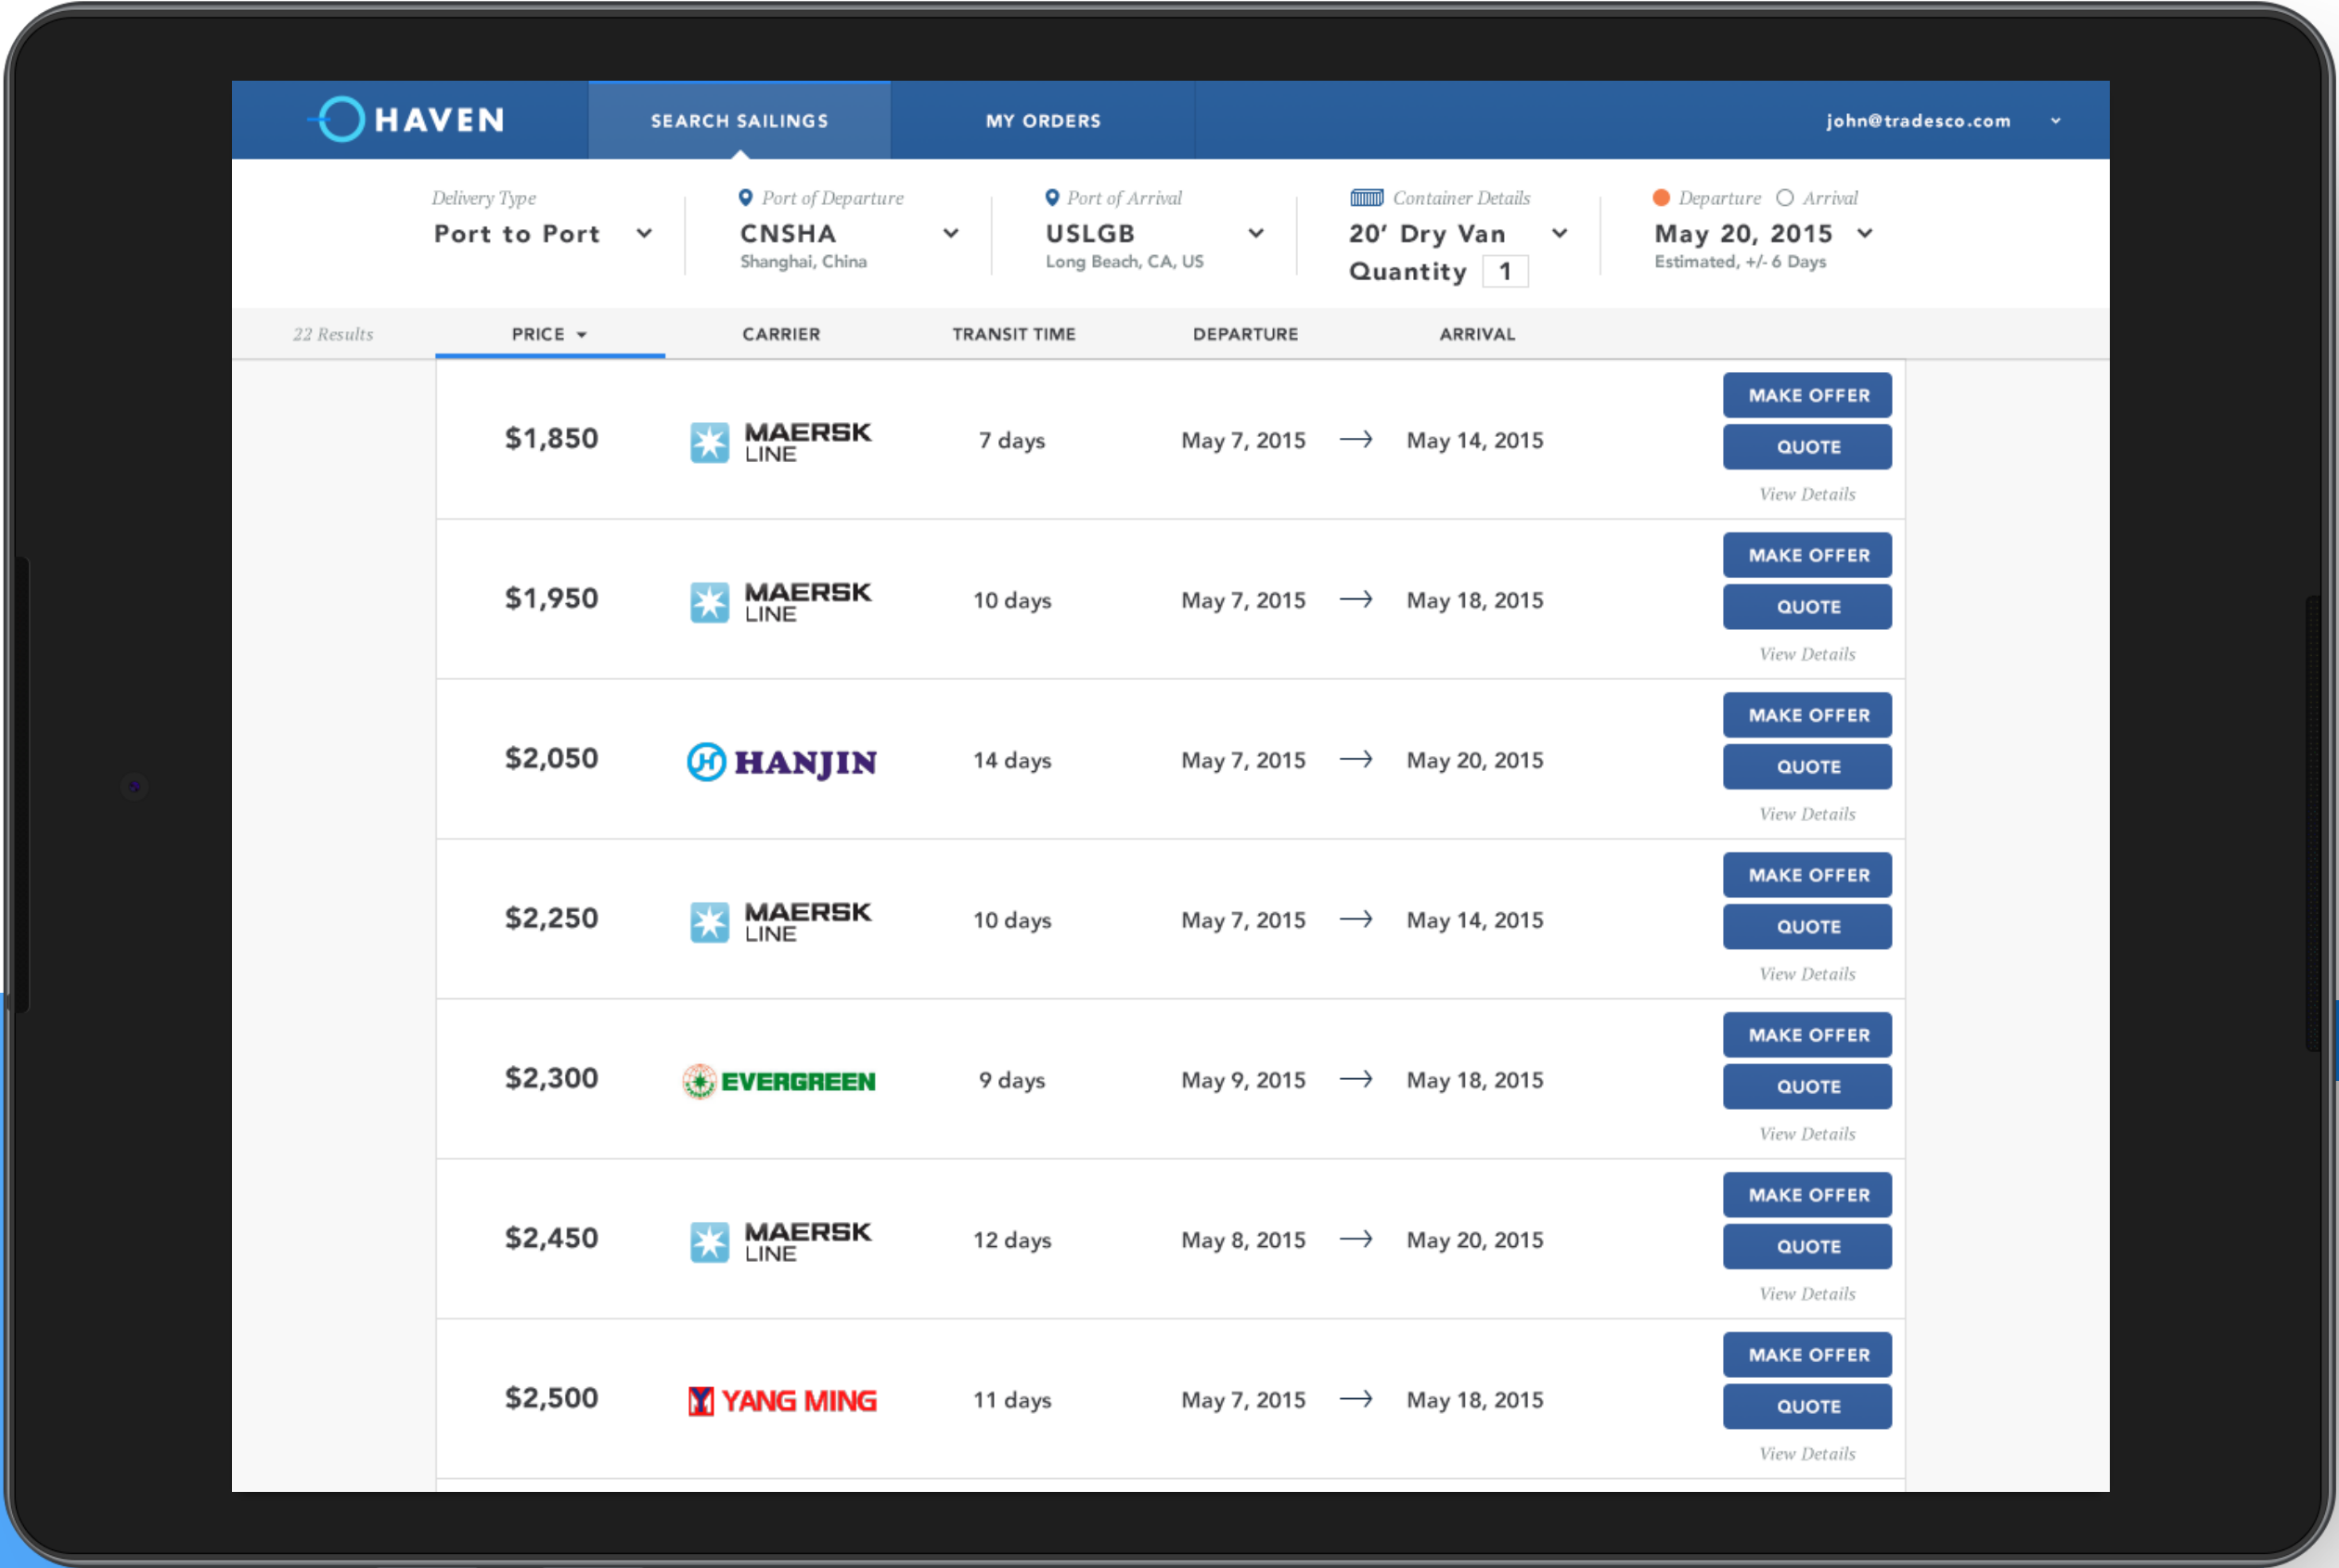 HAVEN SEARCH SAILINGS MY ORDERS john@tradesco.com
Delivery Type Port of Departure Port of Arrival Container Details Departure Arrival
Port to Port CNSHA USLGB 20' Dry Van May 20, 2015
Shanghai, China Long Beach, CA, US Estimated, +/- 6 Days
Quantity 1
22 Results PRICE CARRIER TRANSIT TIME DEPARTURE ARRIVAL
MAKE OFFER
$1,850 MAERSK LINE 7 days May 7, 2015 → May 14, 2015
QUOTE
View Details
MAKE OFFER
$1,950 MAERSK LINE 10 days May 7, 2015 → May 18, 2015
QUOTE
View Details
MAKE OFFER
$2,050 HANJIN 14 days May 7, 2015 → May 20, 2015
QUOTE
View Details
MAKE OFFER
$2,250 MAERSK LINE 10 days May 7, 2015 → May 14, 2015
QUOTE
View Details
MAKE OFFER
$2,300 EVERGREEN 9 days May 9, 2015 → May 18, 2015
QUOTE
View Details
MAKE OFFER
$2,450 MAERSK LINE 12 days May 8, 2015 → May 20, 2015
QUOTE
View Details
MAKE OFFER
$2,500 YANG MING 11 days May 7, 2015 → May 18, 2015
QUOTE
View Details